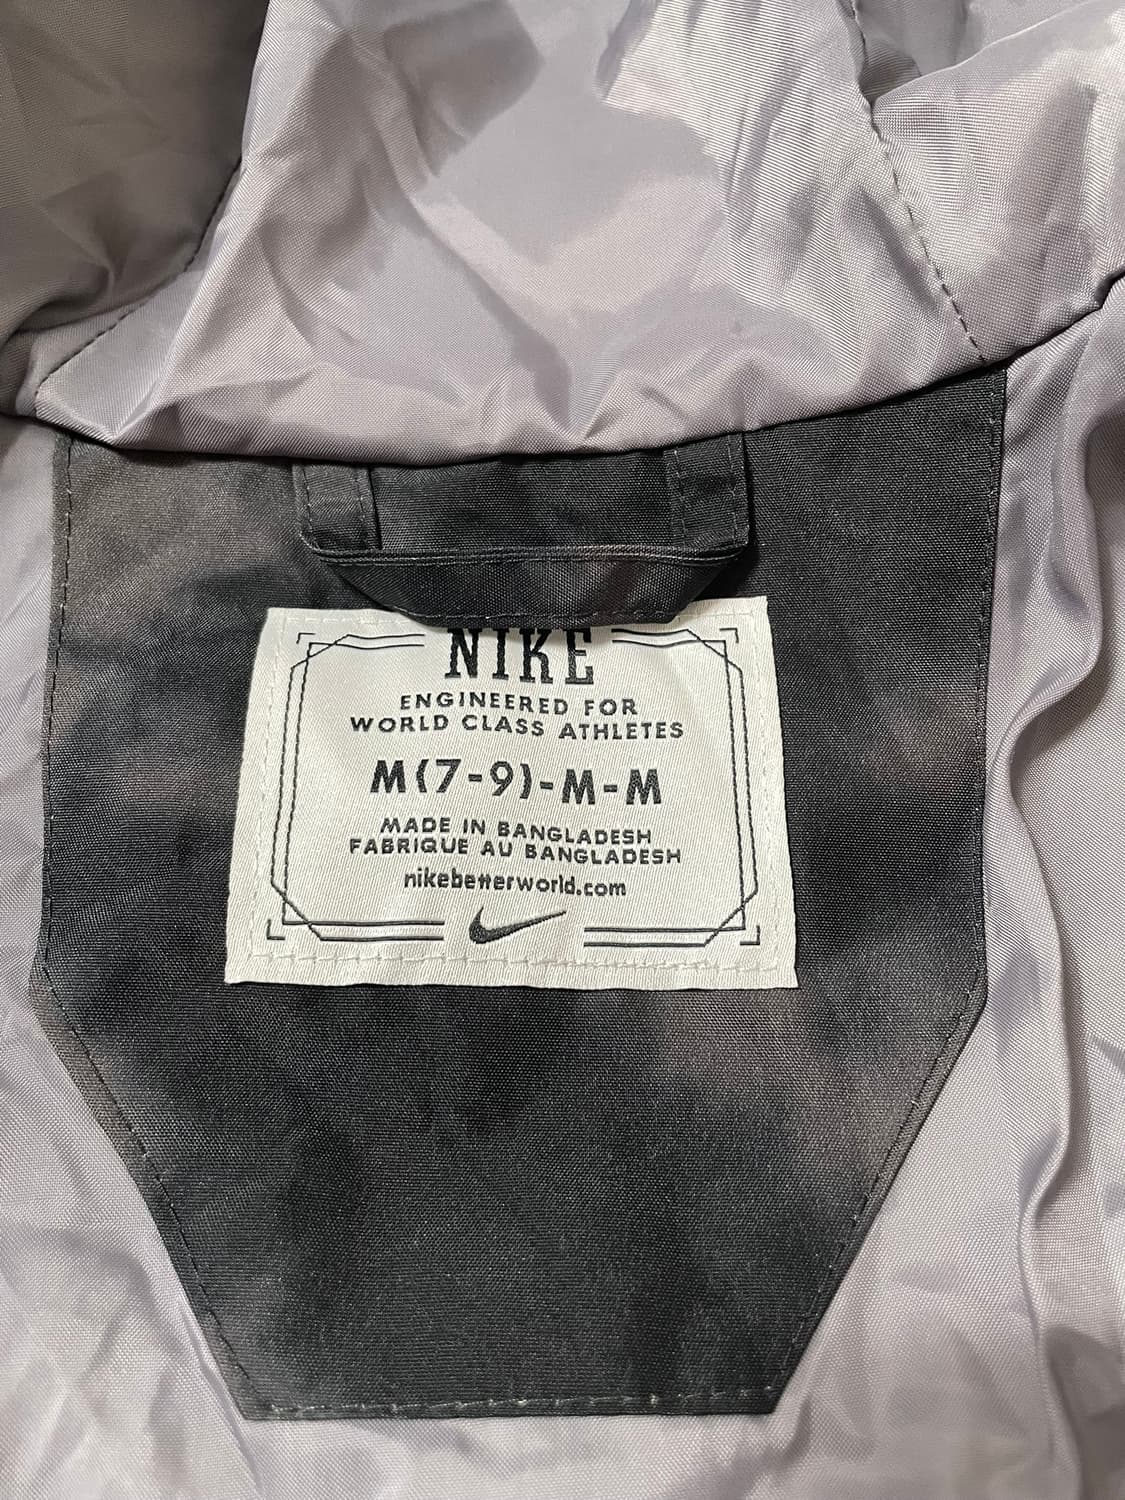 NIKE
ENGINEERED FOR
WORLD CLASS ATHLETES
M(7-9)-M-M
MADE IN BANGLADESH
FABRIQUE AU BANGLADESH
nikebetterworld.com